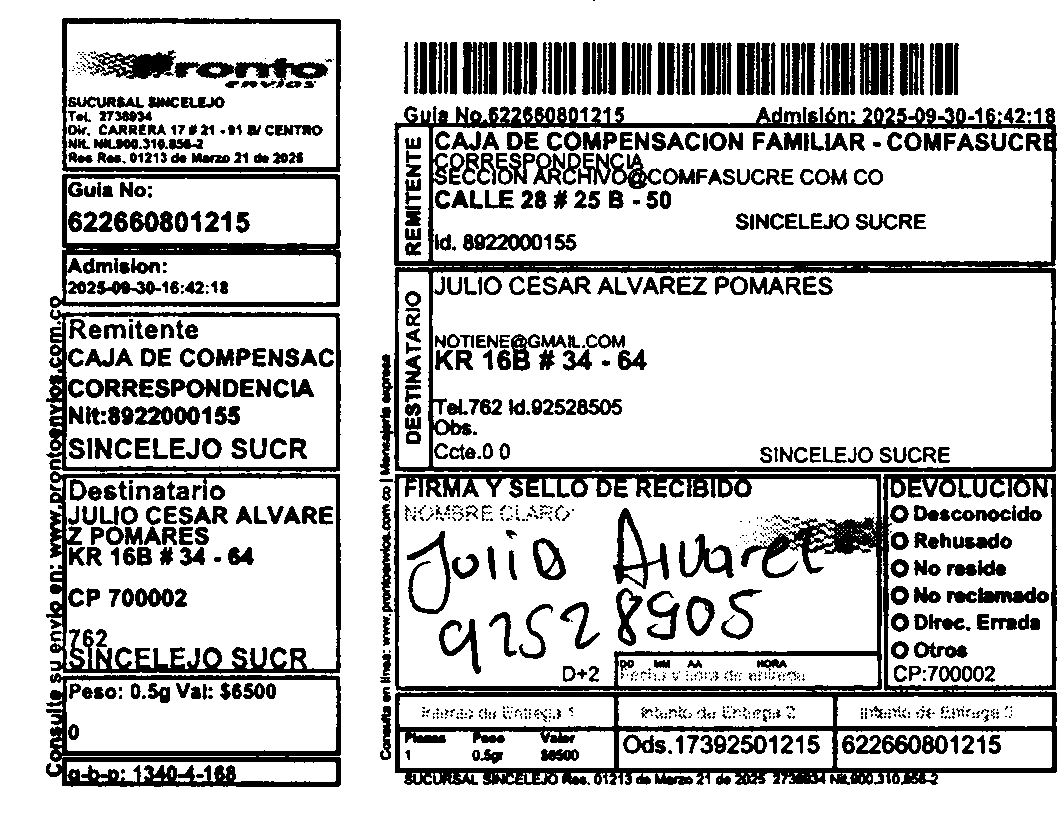 Pronto
envios
SUCURSAL SINCELEJO
Tel. 2738934
Dir. CARRERA 17 # 21 - 91 B/ CENTRO
Nit. Nit.900.310.856-2
Res Res. 01213 de Marzo 21 de 2025
Guia No:
622660801215
Admision:
2025-09-30-16:42:18
Remitente
CAJA DE COMPENSAC
CORRESPONDENCIA
Nit:8922000155
SINCELEJO SUCR
Destinatario
JULIO CESAR ALVARE
Z POMARES
KR 16B # 34 - 64
CP 700002
762
SINCELEJO SUCR
Peso: 0.5g Val: $6500
0
g-b-p: 1340-4-168
Consulte su envio en: www.prontoenvios.com.co
Guia No.622660801215
Admisión: 2025-09-30-16:42:18
REMITENTE
CAJA DE COMPENSACION FAMILIAR - COMFASUCRE
CORRESPONDENCIA
SECCION ARCHIVO@COMFASUCRE COM CO
CALLE 28 # 25 B - 50
SINCELEJO SUCRE
Id. 8922000155
DESTINATARIO
JULIO CESAR ALVAREZ POMARES
NOTIENE@GMAIL.COM
KR 16B # 34 - 64
Tel.762 Id.92528505
Obs.
Ccte.0 0
SINCELEJO SUCRE
Consulta en linea: www.prontoenvios.com.co | Mensajeria expresa
FIRMA Y SELLO DE RECIBIDO
NOMBRE CLARO
Julio Alvarez
92528905
D+2
DD MM AA HORA
Fecha y hora de entrega
DEVOLUCION
Desconocido
Rehusado
No reside
No reclamado
Direc. Errada
Otros
CP:700002
Intento de Entrega 1
Intento de Entrega 2
Intento de Entrega 3
Piezas Peso Valor
1 0.5gr $6500
Ods.17392501215
622660801215
SUCURSAL SINCELEJO Res. 01213 de Marzo 21 de 2025 2738934 Nit.900.310.856-2